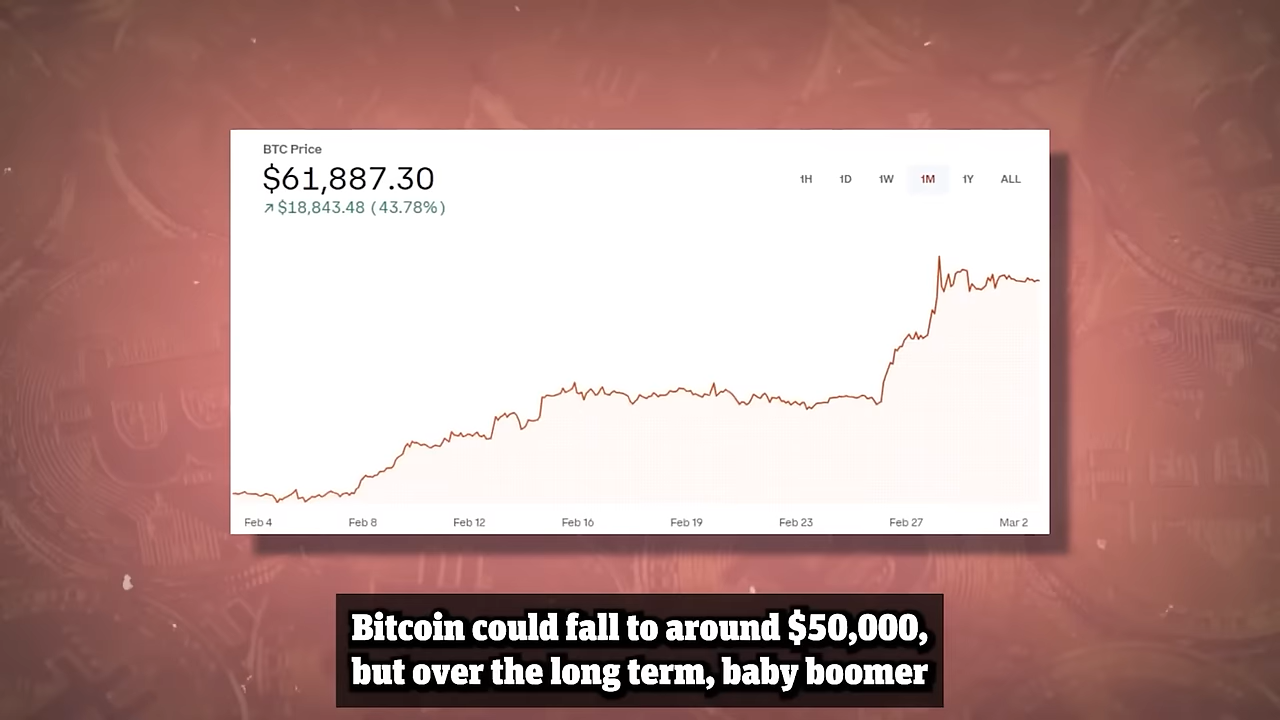 BTC Price
$61,887.30
↗ $18,843.48 (43.78%)
1H 1D 1W 1M 1Y ALL
Feb 4 Feb 8 Feb 12 Feb 16 Feb 19 Feb 23 Feb 27 Mar 2
Bitcoin could fall to around $50,000,
but over the long term, baby boomer